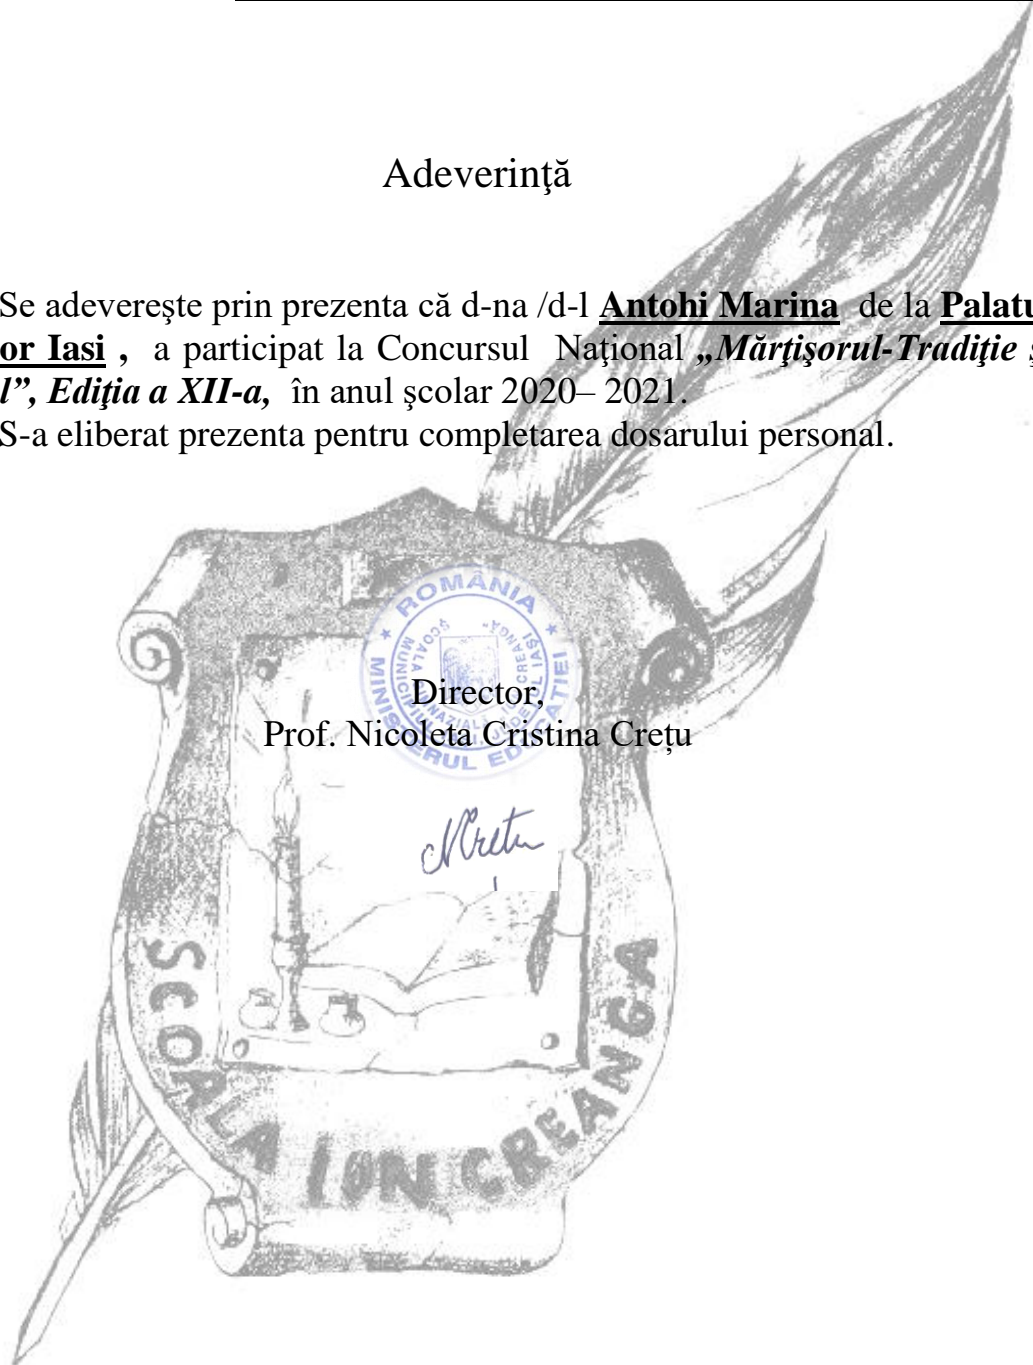 Adeverinţă
Se adevereşte prin prezenta că d-na /d-l Antohi Marina de la Palatu
or Iasi , a participat la Concursul Naţional „Mărţişorul-Tradiţie ş
l”, Ediţia a XII-a, în anul şcolar 2020– 2021.
S-a eliberat prezenta pentru completarea dosarului personal.
ROMÂNIA
MINISTERUL EDUCAȚIEI
Director,
Prof. Nicoleta Cristina Crețu
NCretu
SCOALA ION CREANGA